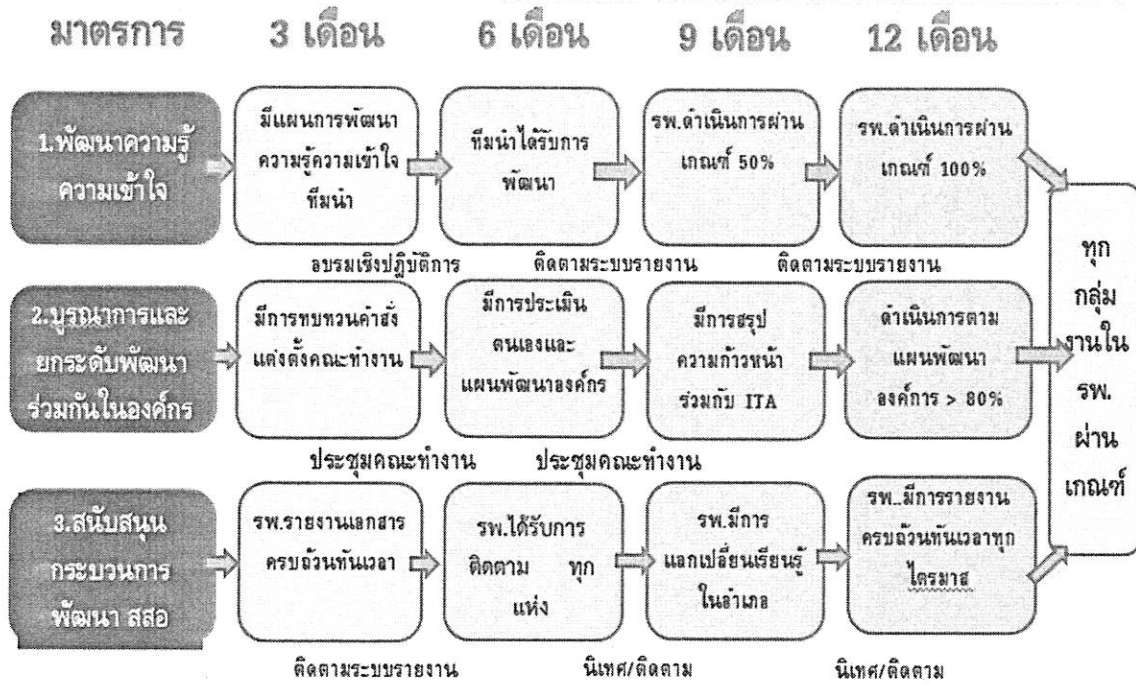 มาตรการ 3 เดือน 6 เดือน 9 เดือน 12 เดือน
1.พัฒนาความรู้
ความเข้าใจ
มีแผนการพัฒนา
ความรู้ความเข้าใจ
ทีมนำ
ทีมนำได้รับการ
พัฒนา
รพ.ดำเนินการผ่าน
เกณฑ์ 50%
รพ.ดำเนินการผ่าน
เกณฑ์ 100%
อบรมเชิงปฏิบัติการ ติดตามระบบรายงาน ติดตามระบบรายงาน
2.บูรณาการและ
ยกระดับพัฒนา
ร่วมกันในองค์กร
มีการทบทวนคำสั่ง
แต่งตั้งคณะทำงาน
มีการประเมิน
ตนเองและ
แผนพัฒนาองค์กร
มีการสรุป
ความก้าวหน้า
ร่วมกับ ITA
ดำเนินการตาม
แผนพัฒนา
องค์การ > 80%
ประชุมคณะทำงาน ประชุมคณะทำงาน
3.สนับสนุน
กระบวนการ
พัฒนา สสอ
รพ.รายงานเอกสาร
ครบถ้วนทันเวลา
รพ.ได้รับการ
ติดตาม ทุก
แห่ง
รพ.มีการ
แลกเปลี่ยนเรียนรู้
ในอำเภอ
รพ..มีการรายงาน
ครบถ้วนทันเวลาทุก
ไตรมาส
ติดตามระบบรายงาน นิเทศ/ติดตาม นิเทศ/ติดตาม
ทุก
กลุ่ม
งานใน
รพ.
ผ่าน
เกณฑ์